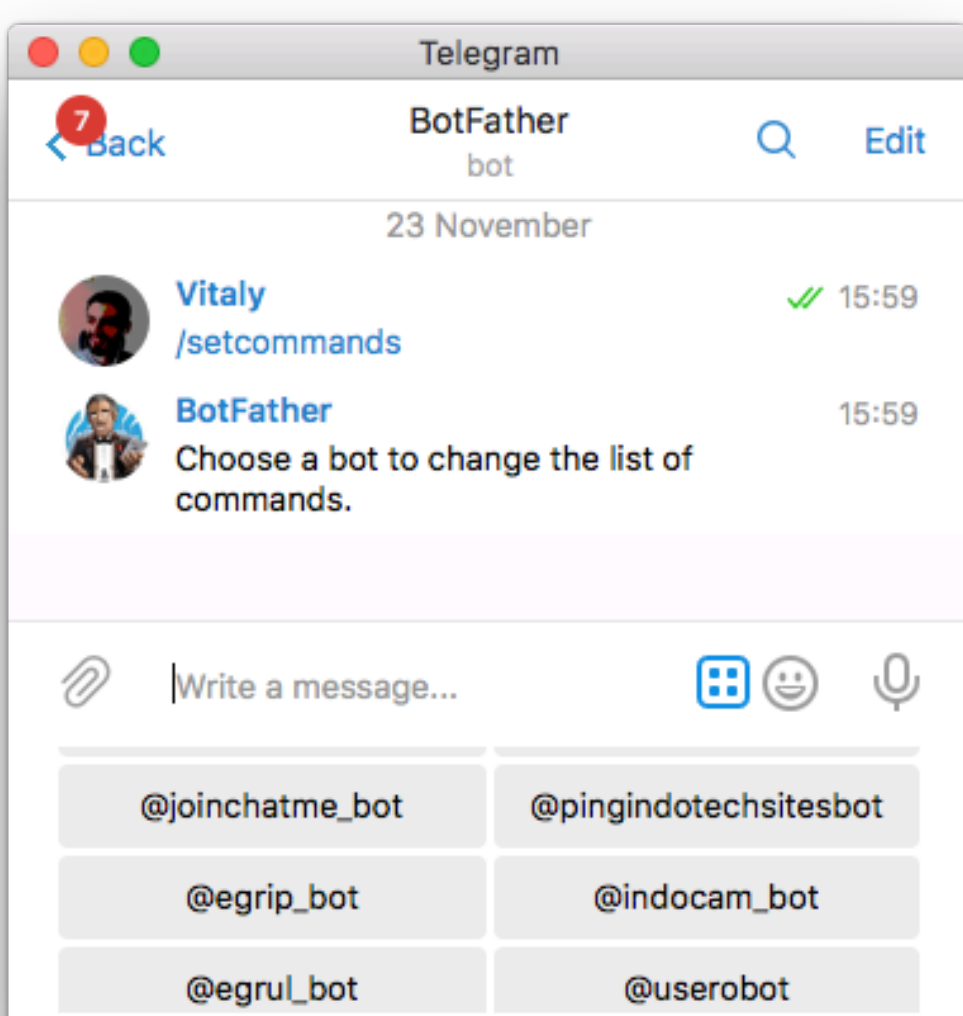 Telegram
7
Back
BotFather
Edit
bot
23 November
Vitaly
15:59
/setcommands
BotFather
15:59
Choose a bot to change the list of
commands.
Write a message...
@joinchatme_bot
@pingindotechsitesbot
@egrip_bot
@indocam_bot
@egrul_bot
@userobot